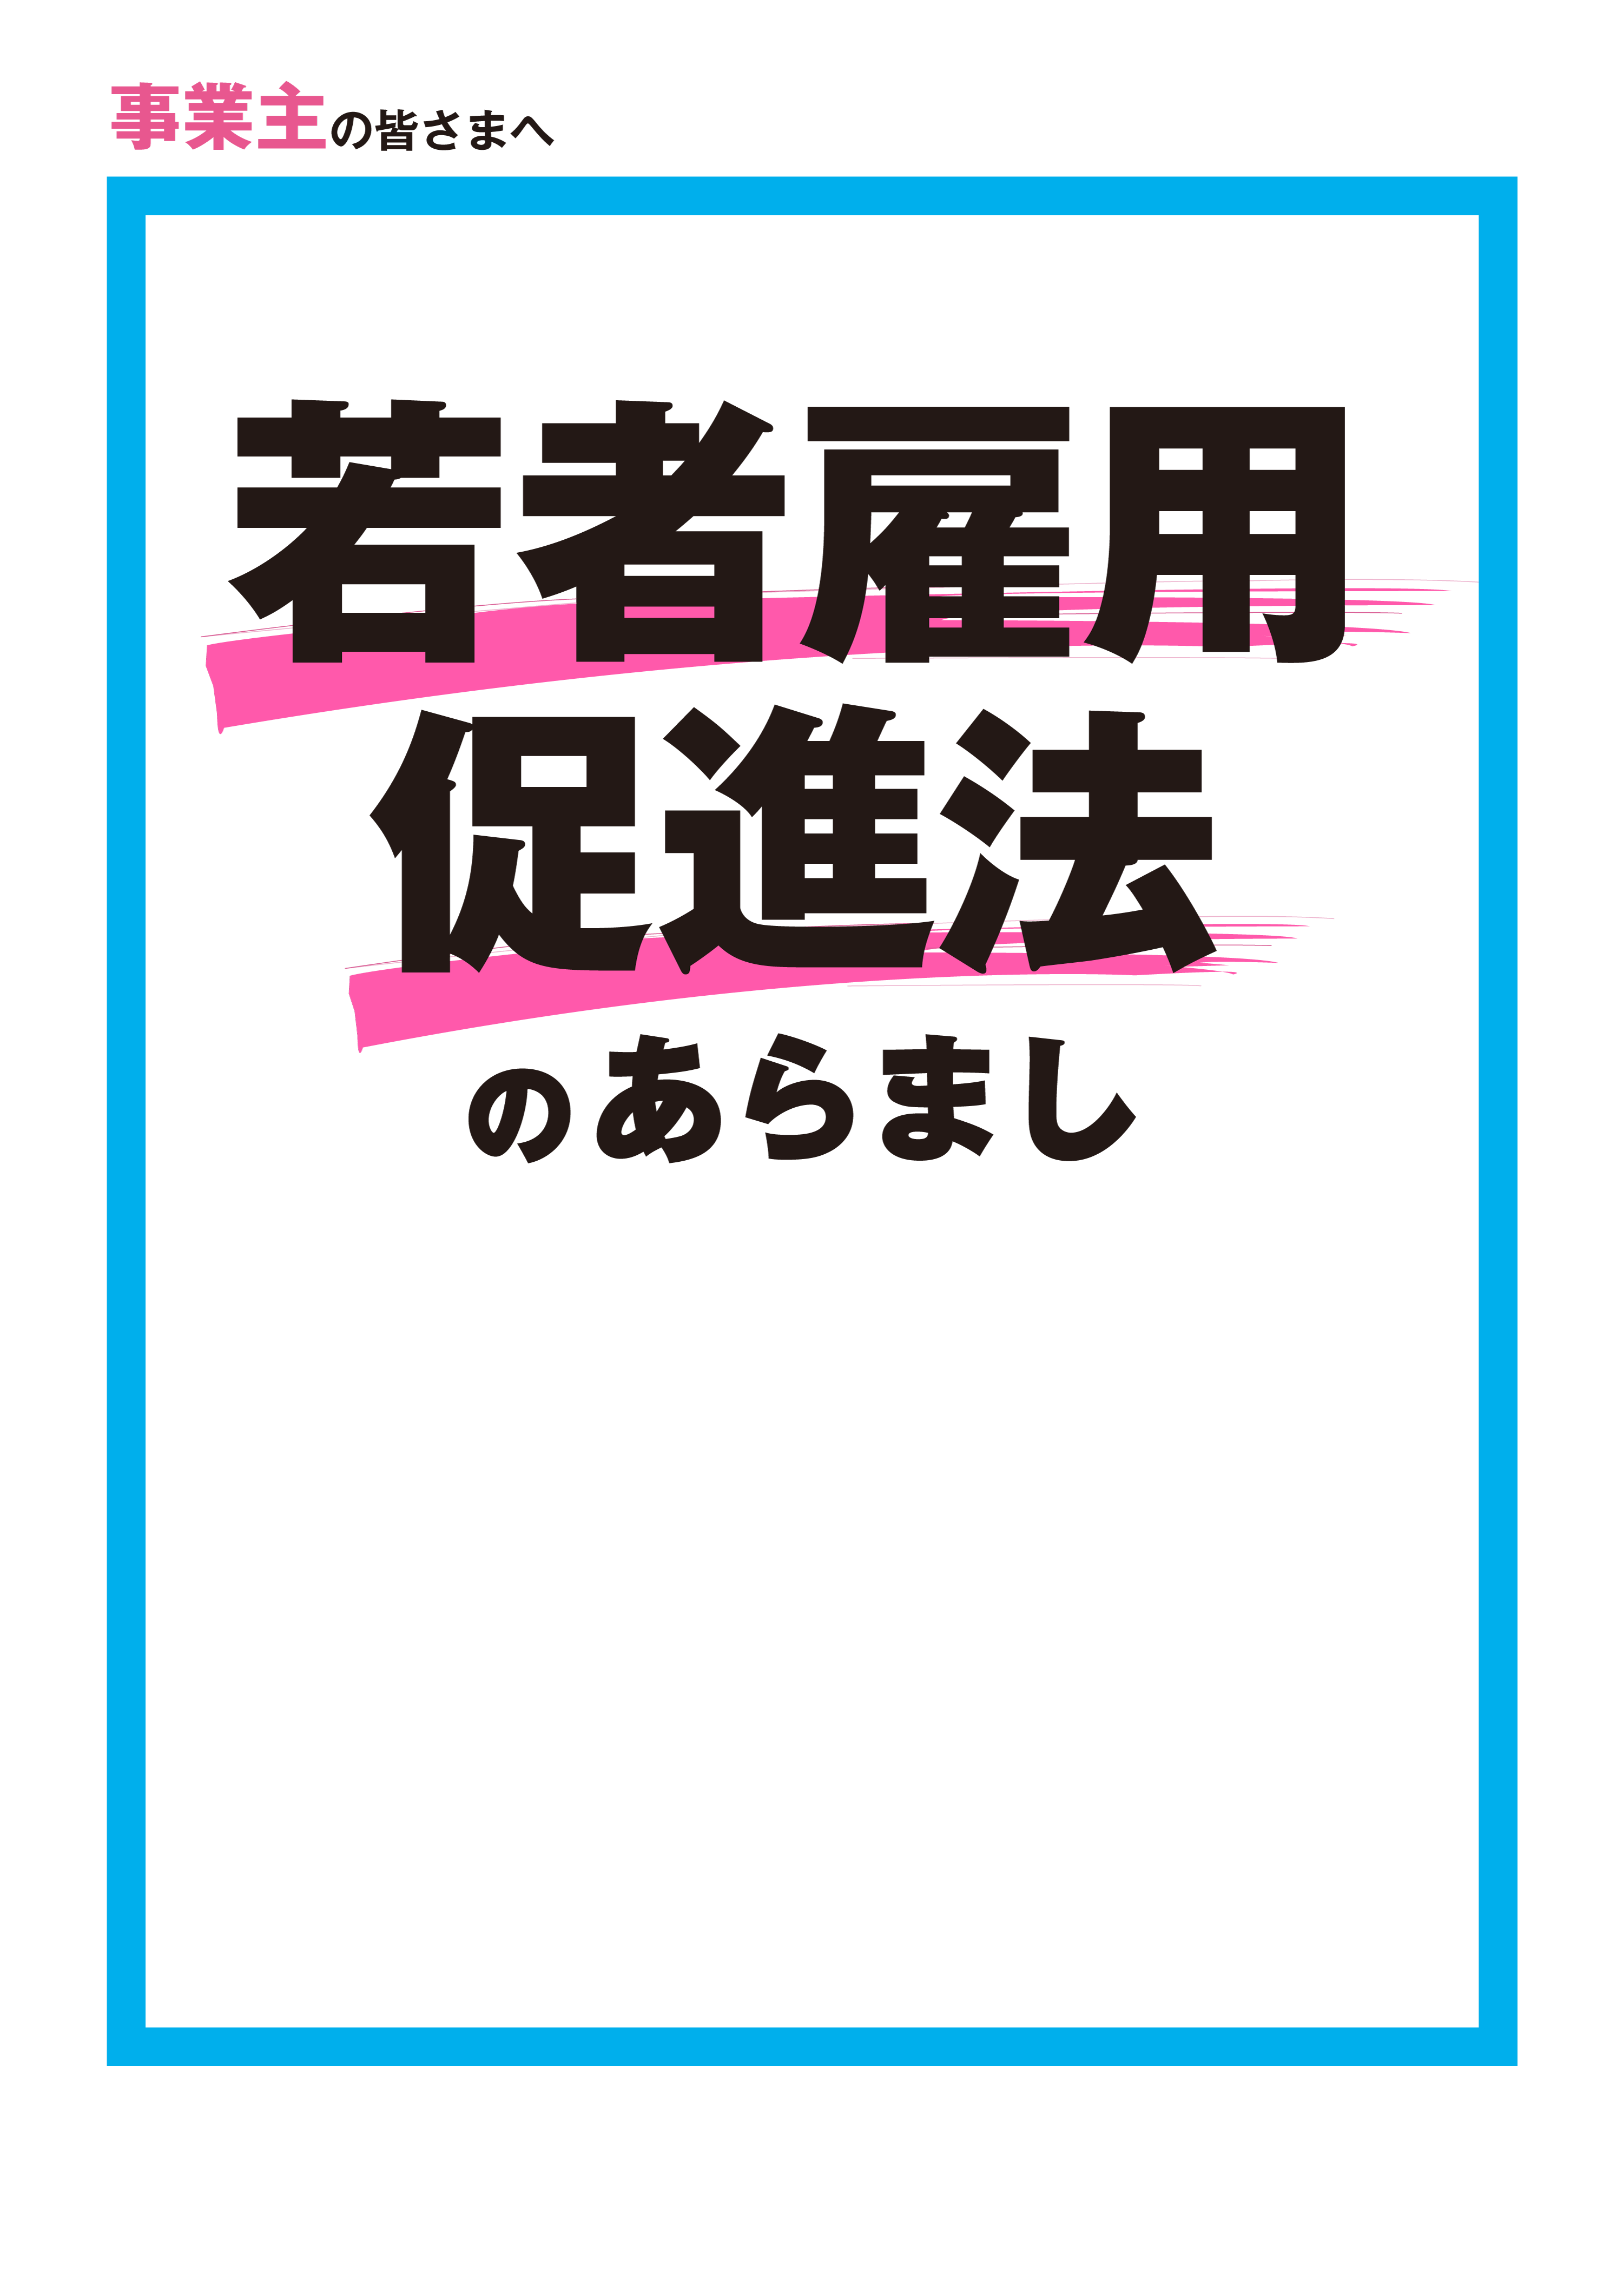 事業主の皆さまへ
若者雇用
促進法
のあらまし